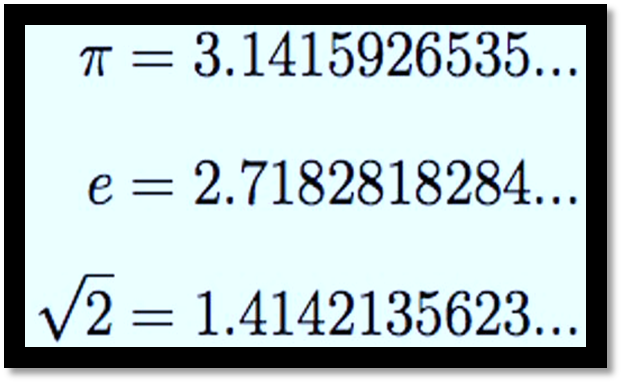 π = 3.1415926535...
e = 2.7182818284...
√2 = 1.4142135623...